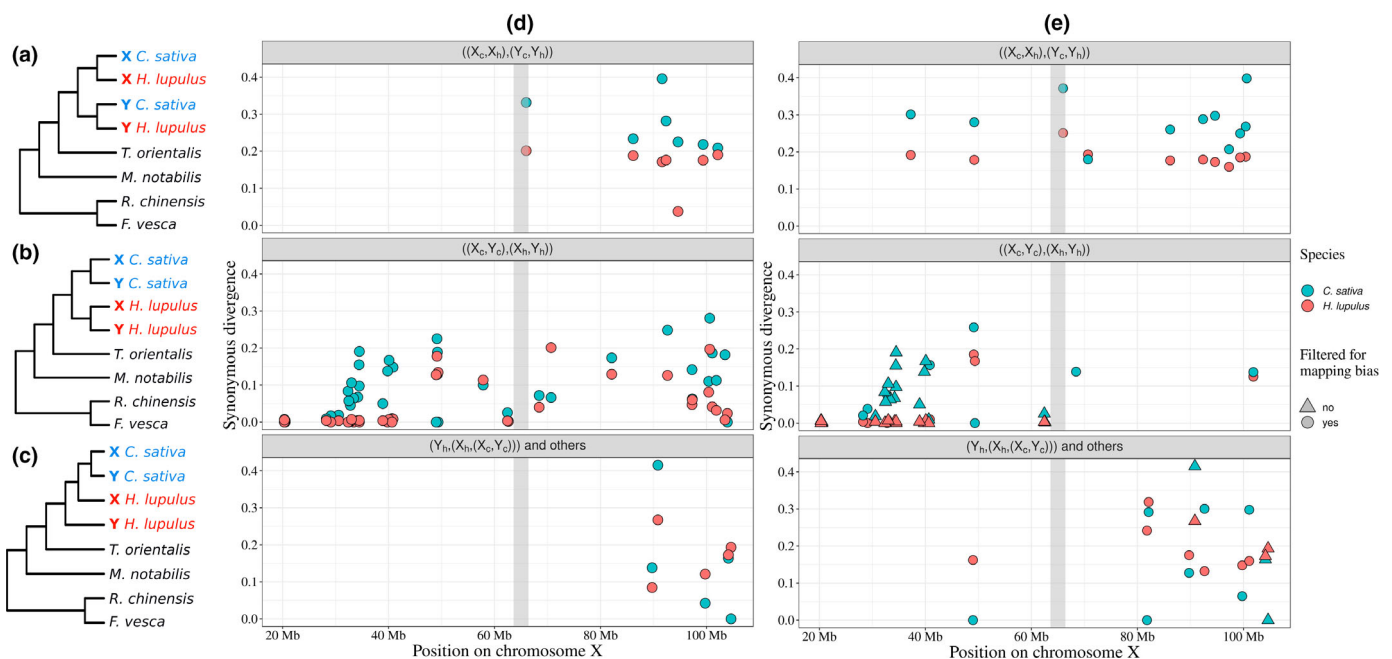 (a)
X C. sativa
X H. lupulus
Y C. sativa
Y H. lupulus
T. orientalis
M. notabilis
R. chinensis
F. vesca
(b)
X C. sativa
Y C. sativa
X H. lupulus
Y H. lupulus
T. orientalis
M. notabilis
R. chinensis
F. vesca
(c)
X C. sativa
Y C. sativa
X H. lupulus
Y H. lupulus
T. orientalis
M. notabilis
R. chinensis
F. vesca
(d)
((Xc,Xh),(Yc,Yh))
0.4
0.3
0.2
0.1
0.0
((Xc,Yc),(Xh,Yh))
0.4
0.3
0.2
0.1
0.0
(Yh,(Xh,(Xc,Yc))) and others
0.4
0.3
0.2
0.1
0.0
Synonymous divergence
20 Mb
40 Mb
60 Mb
80 Mb
100 Mb
Position on chromosome X
(e)
((Xc,Xh),(Yc,Yh))
0.4
0.3
0.2
0.1
0.0
((Xc,Yc),(Xh,Yh))
0.4
0.3
0.2
0.1
0.0
(Yh,(Xh,(Xc,Yc))) and others
0.4
0.3
0.2
0.1
0.0
Synonymous divergence
20 Mb
40 Mb
60 Mb
80 Mb
100 Mb
Position on chromosome X
Species
C. sativa
H. lupulus
Filtered for
mapping bias
no
yes